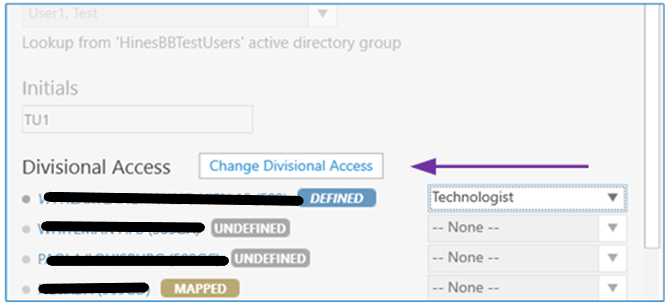 User1. Test
Lookup from 'HinesBBTestUsers' active directory group
Initials
TU1
Divisional Access Change Divisional Access
DEFINED Technologist
UNDEFINED -- None --
UNDEFINED -- None --
MAPPED -- None --